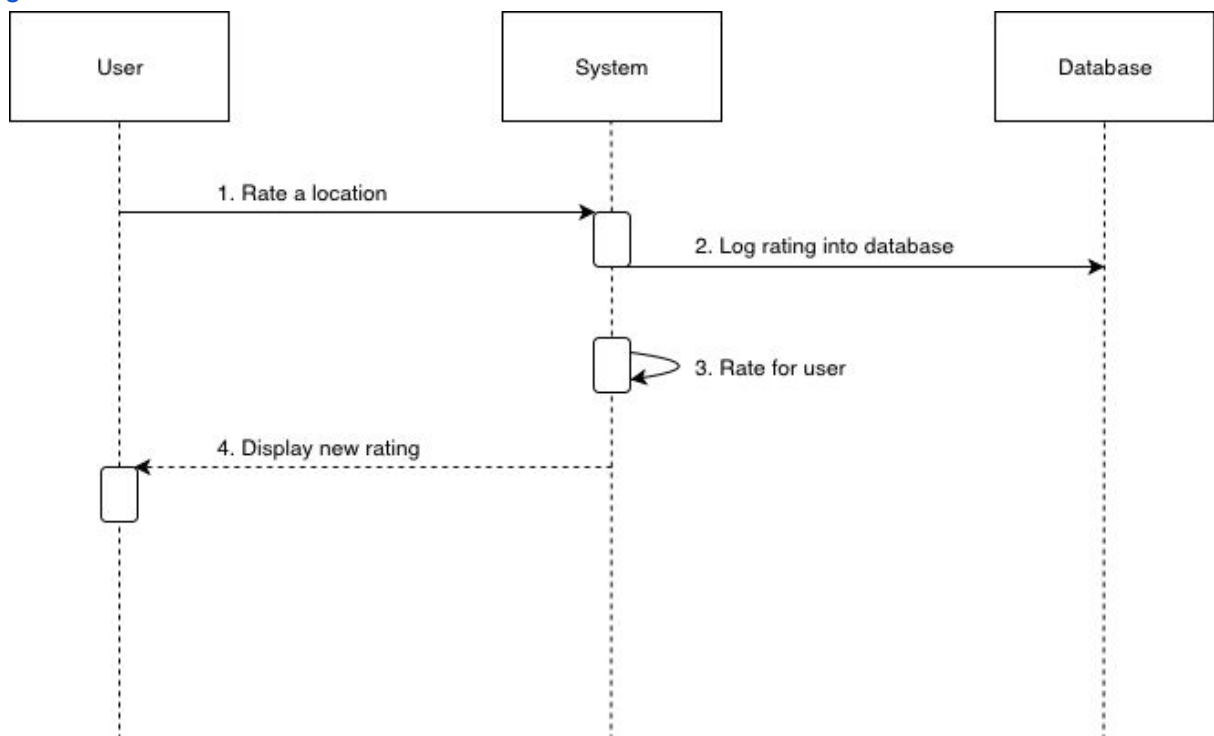 User
System
Database
1. Rate a location
2. Log rating into database
3. Rate for user
4. Display new rating